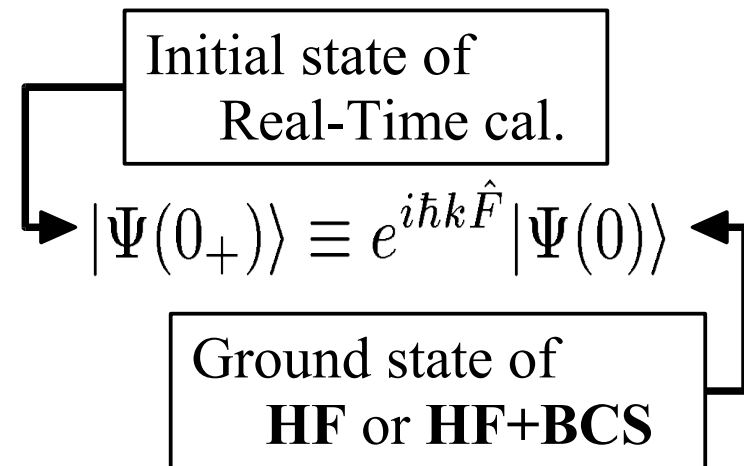 Initial state of
Real-Time cal.
|Ψ(0₊)⟩ ≡ e^{iħkF̂}|Ψ(0)⟩
Ground state of
HF or HF+BCS